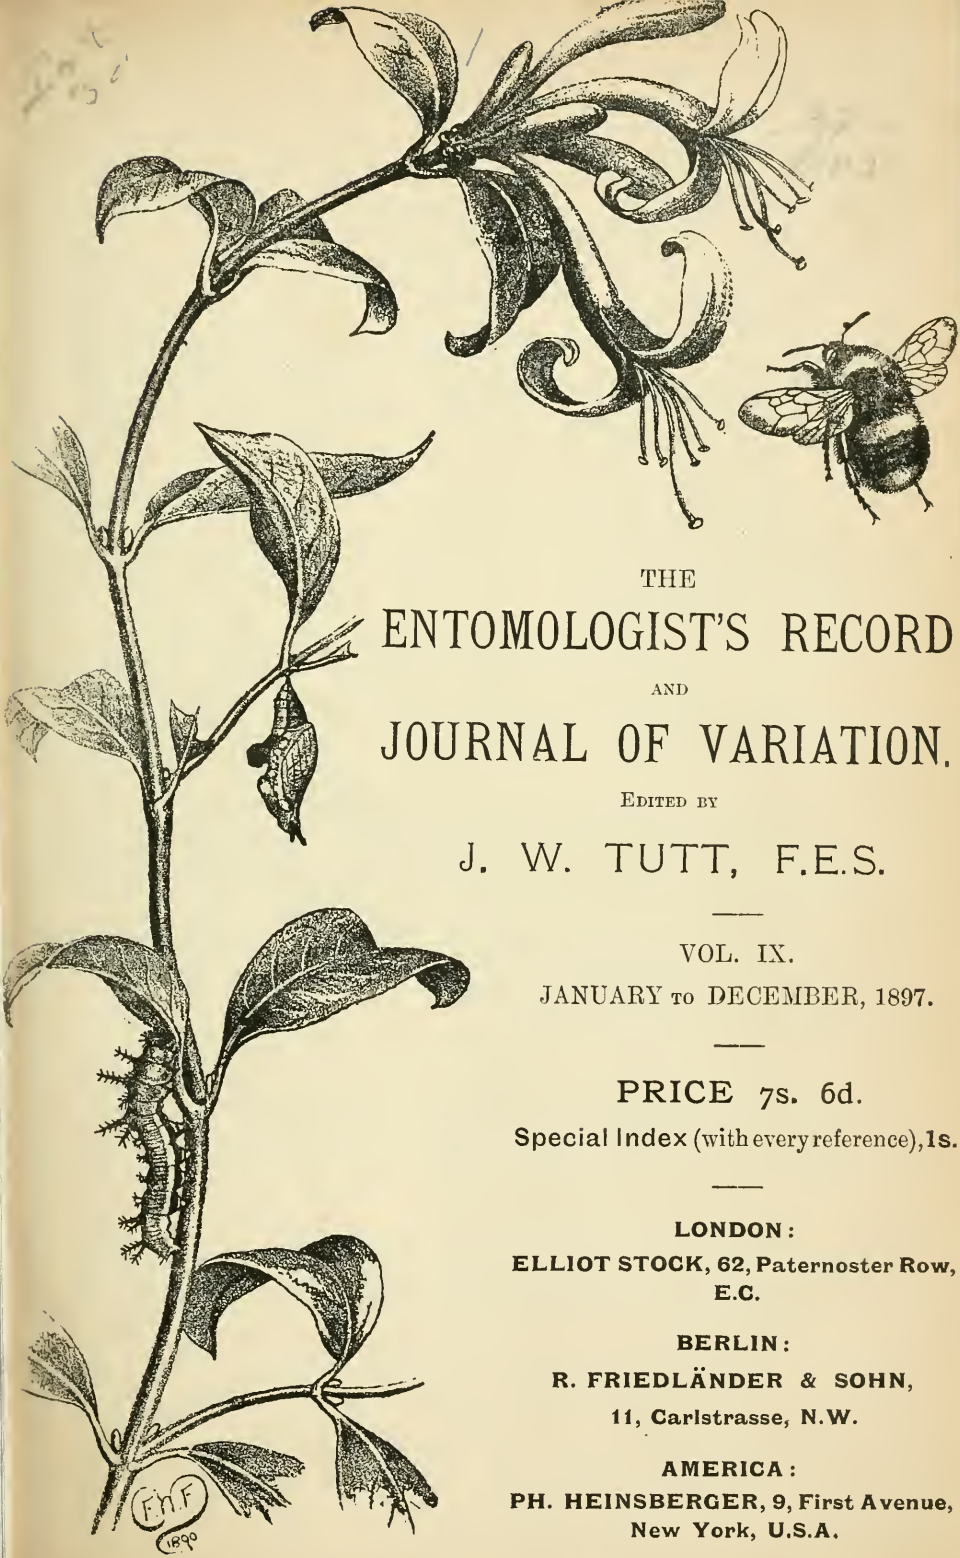 THE
ENTOMOLOGIST'S RECORD
AND
JOURNAL OF VARIATION.
EDITED BY
J. W. TUTT, F.E.S.
VOL. IX.
JANUARY TO DECEMBER, 1897.
PRICE 7s. 6d.
Special Index (with every reference), 1s.
LONDON:
ELLIOT STOCK, 62, Paternoster Row,
E.C.
BERLIN:
R. FRIEDLÄNDER & SOHN,
11, Carlstrasse, N.W.
AMERICA:
PH. HEINSBERGER, 9, First Avenue,
New York, U.S.A.
F.N.F
1890